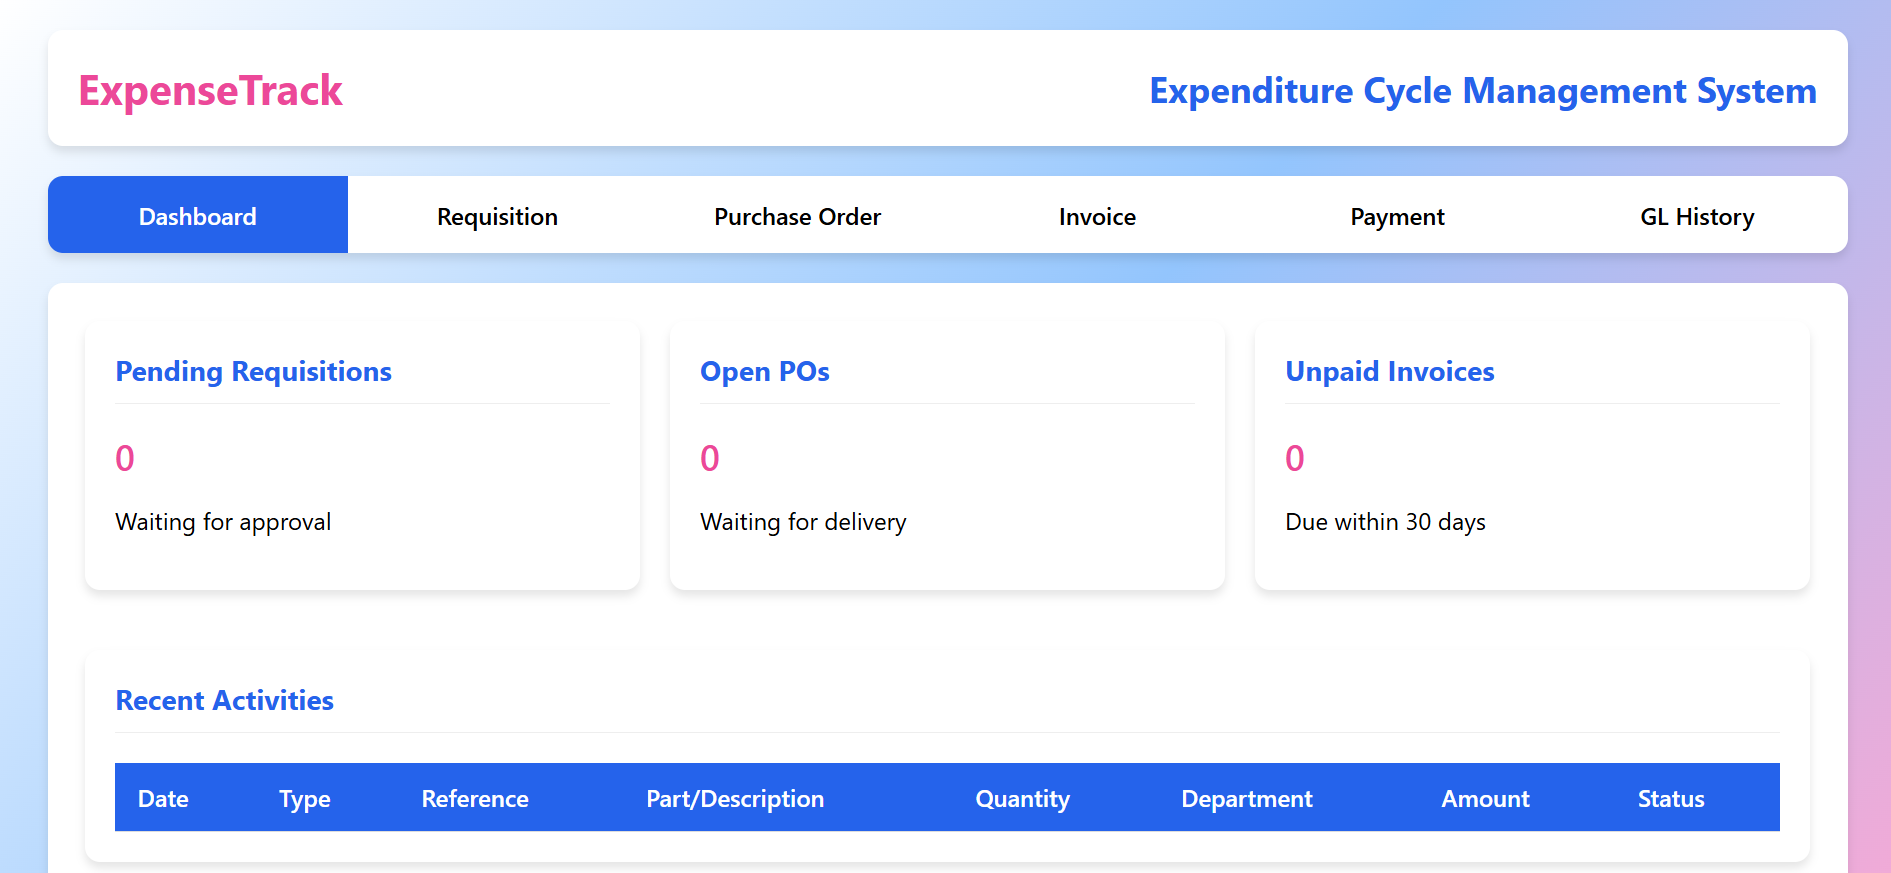 ExpenseTrack
Expenditure Cycle Management System
Dashboard Requisition Purchase Order Invoice Payment GL History
Pending Requisitions
0
Waiting for approval
Open POs
0
Waiting for delivery
Unpaid Invoices
0
Due within 30 days
Recent Activities
Date Type Reference Part/Description Quantity Department Amount Status